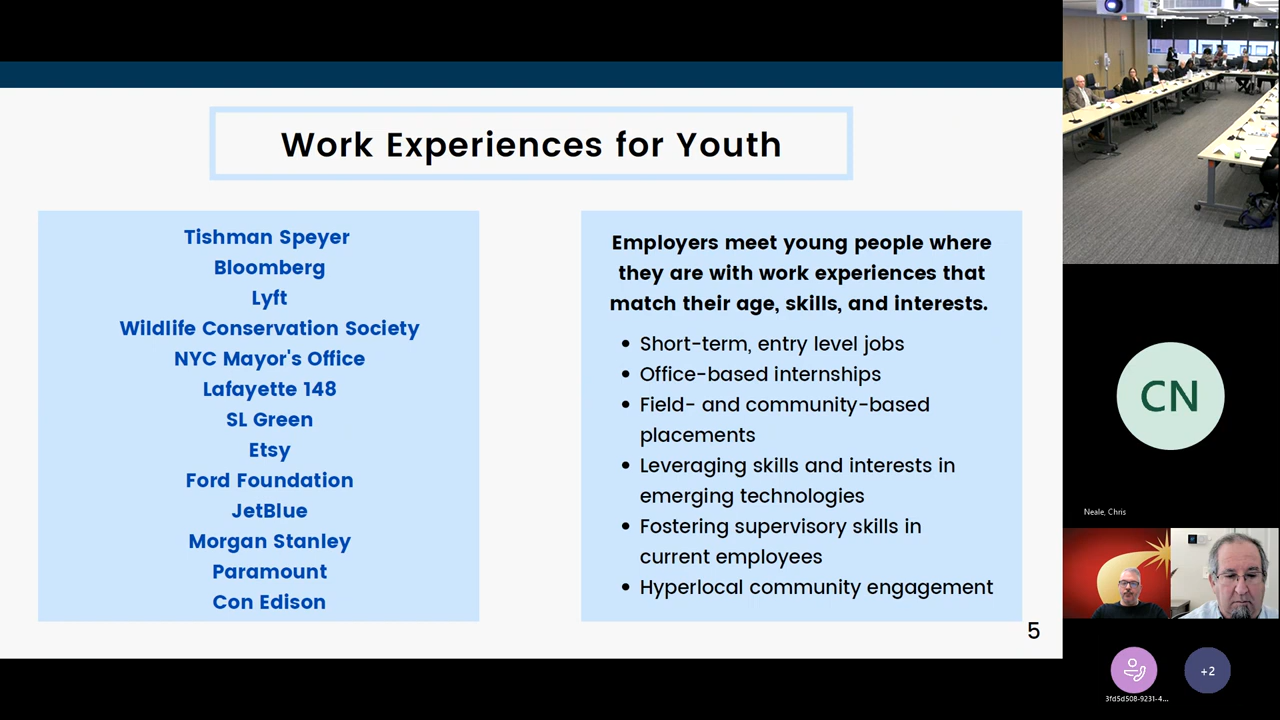 Work Experiences for Youth
Tishman Speyer
Bloomberg
Lyft
Wildlife Conservation Society
NYC Mayor's Office
Lafayette 148
SL Green
Etsy
Ford Foundation
JetBlue
Morgan Stanley
Paramount
Con Edison
Employers meet young people where
they are with work experiences that
match their age, skills, and interests.
• Short-term, entry level jobs
• Office-based internships
• Field- and community-based
placements
• Leveraging skills and interests in
emerging technologies
• Fostering supervisory skills in
current employees
• Hyperlocal community engagement
5
CN
Neale, Chris
3fd5d508-9231-4...
+2